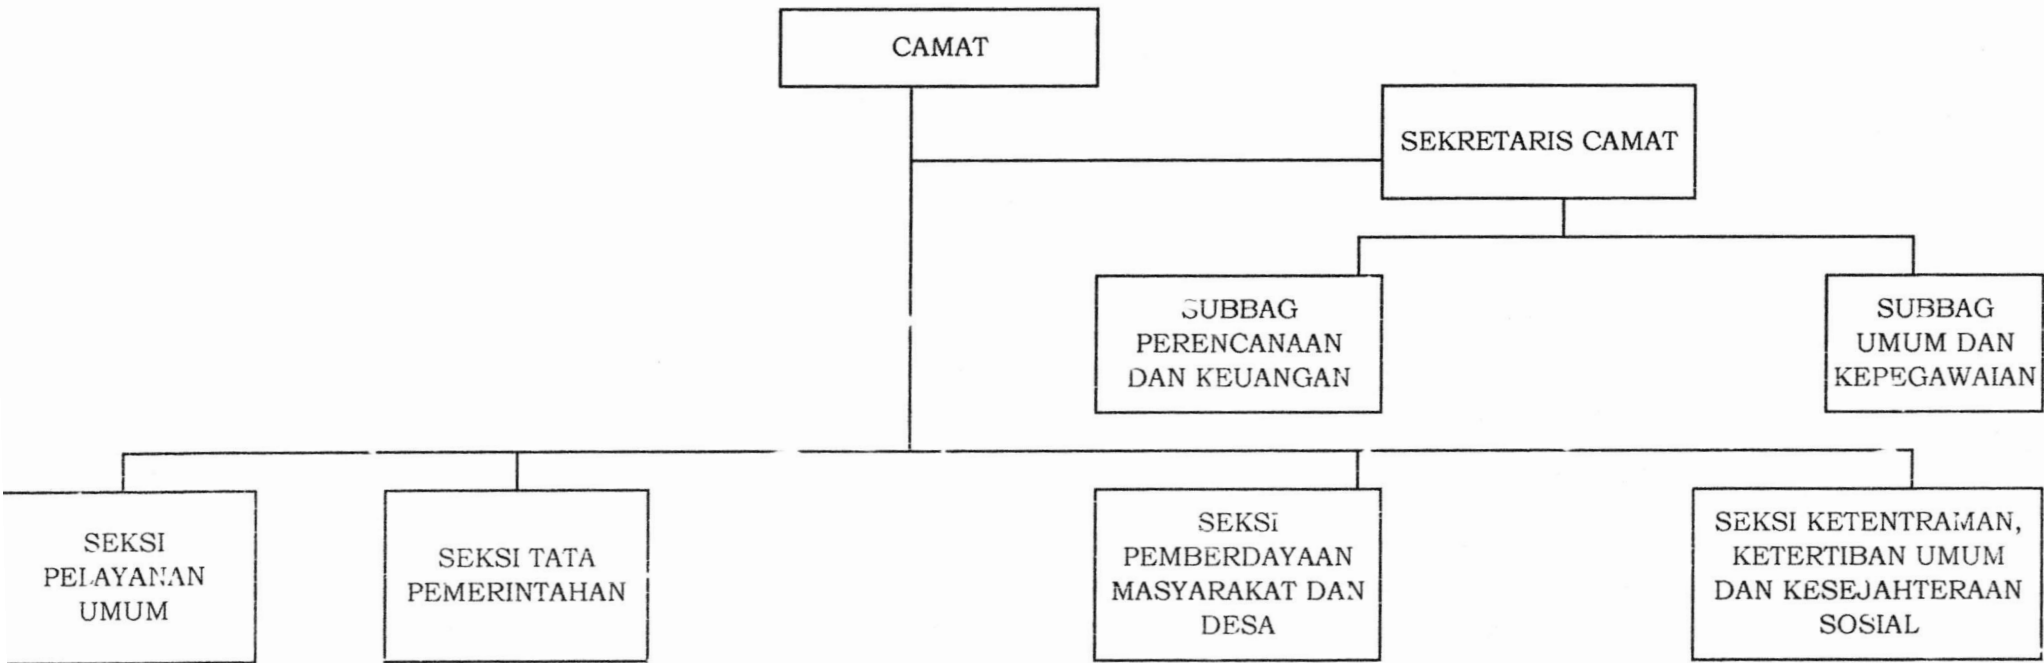 CAMAT
SEKRETARIS CAMAT
SUBBAG
PERENCANAAN
DAN KEUANGAN
SUBBAG
UMUM DAN
KEPEGAWAIAN
SEKSI
PELAYANAN
UMUM
SEKSI TATA
PEMERINTAHAN
SEKSI
PEMBERDAYAAN
MASYARAKAT DAN
DESA
SEKSI KETENTRAMAN,
KETERTIBAN UMUM
DAN KESEJAHTERAAN
SOSIAL